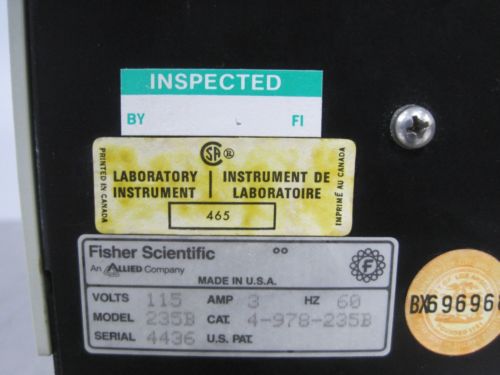 INSPECTED
BY FI
PRINTED IN CANADA
LABORATORY INSTRUMENT DE
INSTRUMENT LABORATOIRE
IMPRIMÉ AU CANADA
465
Fisher Scientific
An ALLIED Company
MADE IN U.S.A.
VOLTS 115 AMP 3 HZ 60
MODEL 235B CAT. 4-978-235B
SERIAL 4436 U.S. PAT.
BX69696